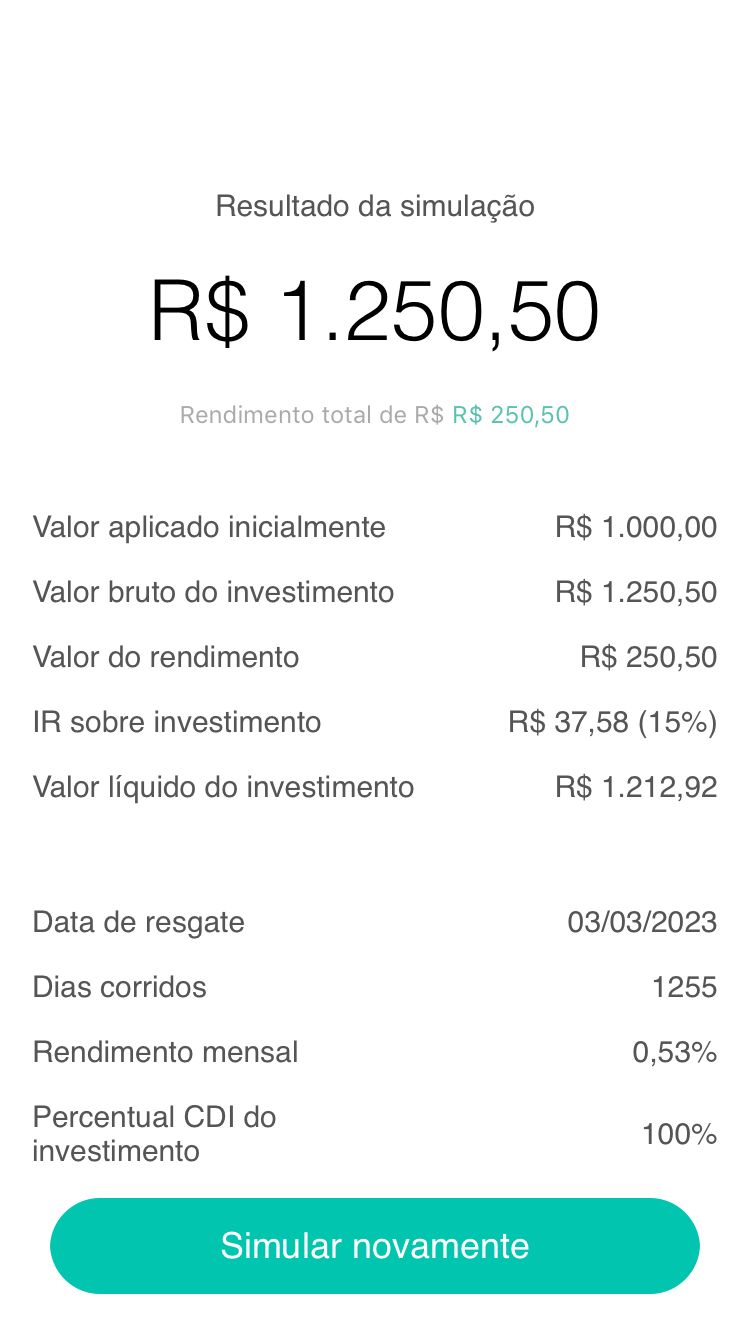 Resultado da simulação
R$ 1.250,50
Rendimento total de R$ R$ 250,50
Valor aplicado inicialmente R$ 1.000,00
Valor bruto do investimento R$ 1.250,50
Valor do rendimento R$ 250,50
IR sobre investimento R$ 37,58 (15%)
Valor líquido do investimento R$ 1.212,92
Data de resgate 03/03/2023
Dias corridos 1255
Rendimento mensal 0,53%
Percentual CDI do
investimento 100%
Simular novamente